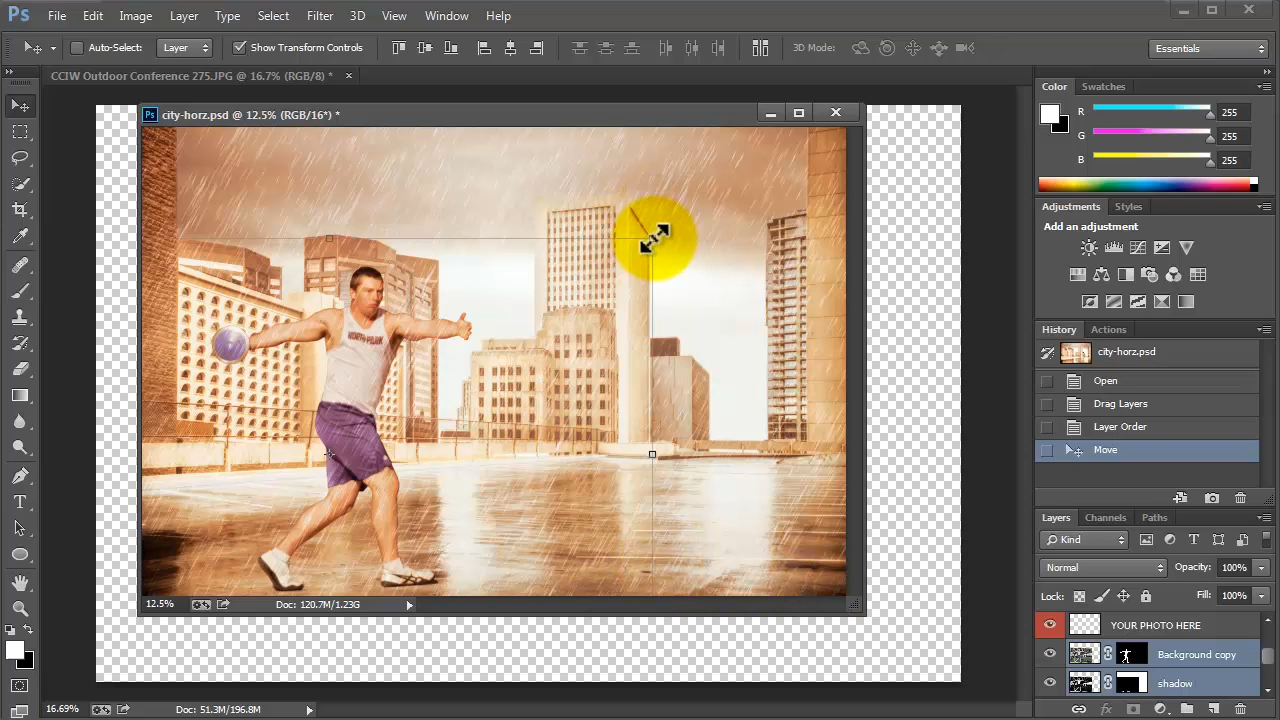 Ps File Edit Image Layer Type Select Filter 3D View Window Help
Auto-Select: Layer Show Transform Controls 3D Mode: Essentials
CCIW Outdoor Conference 275.JPG @ 16.7% (RGB/8) * ×
Ps city-horz.psd @ 12.5% (RGB/16*) *
NORTH PARK
12.5% Doc: 120.7M/1.23G
16.69% Doc: 51.3M/196.8M
Color Swatches
R 255
G 255
B 255
Adjustments Styles
Add an adjustment
History Actions
city-horz.psd
Open
Drag Layers
Layer Order
Move
Layers Channels Paths
Kind
Normal Opacity: 100%
Lock: Fill: 100%
YOUR PHOTO HERE
Background copy
shadow